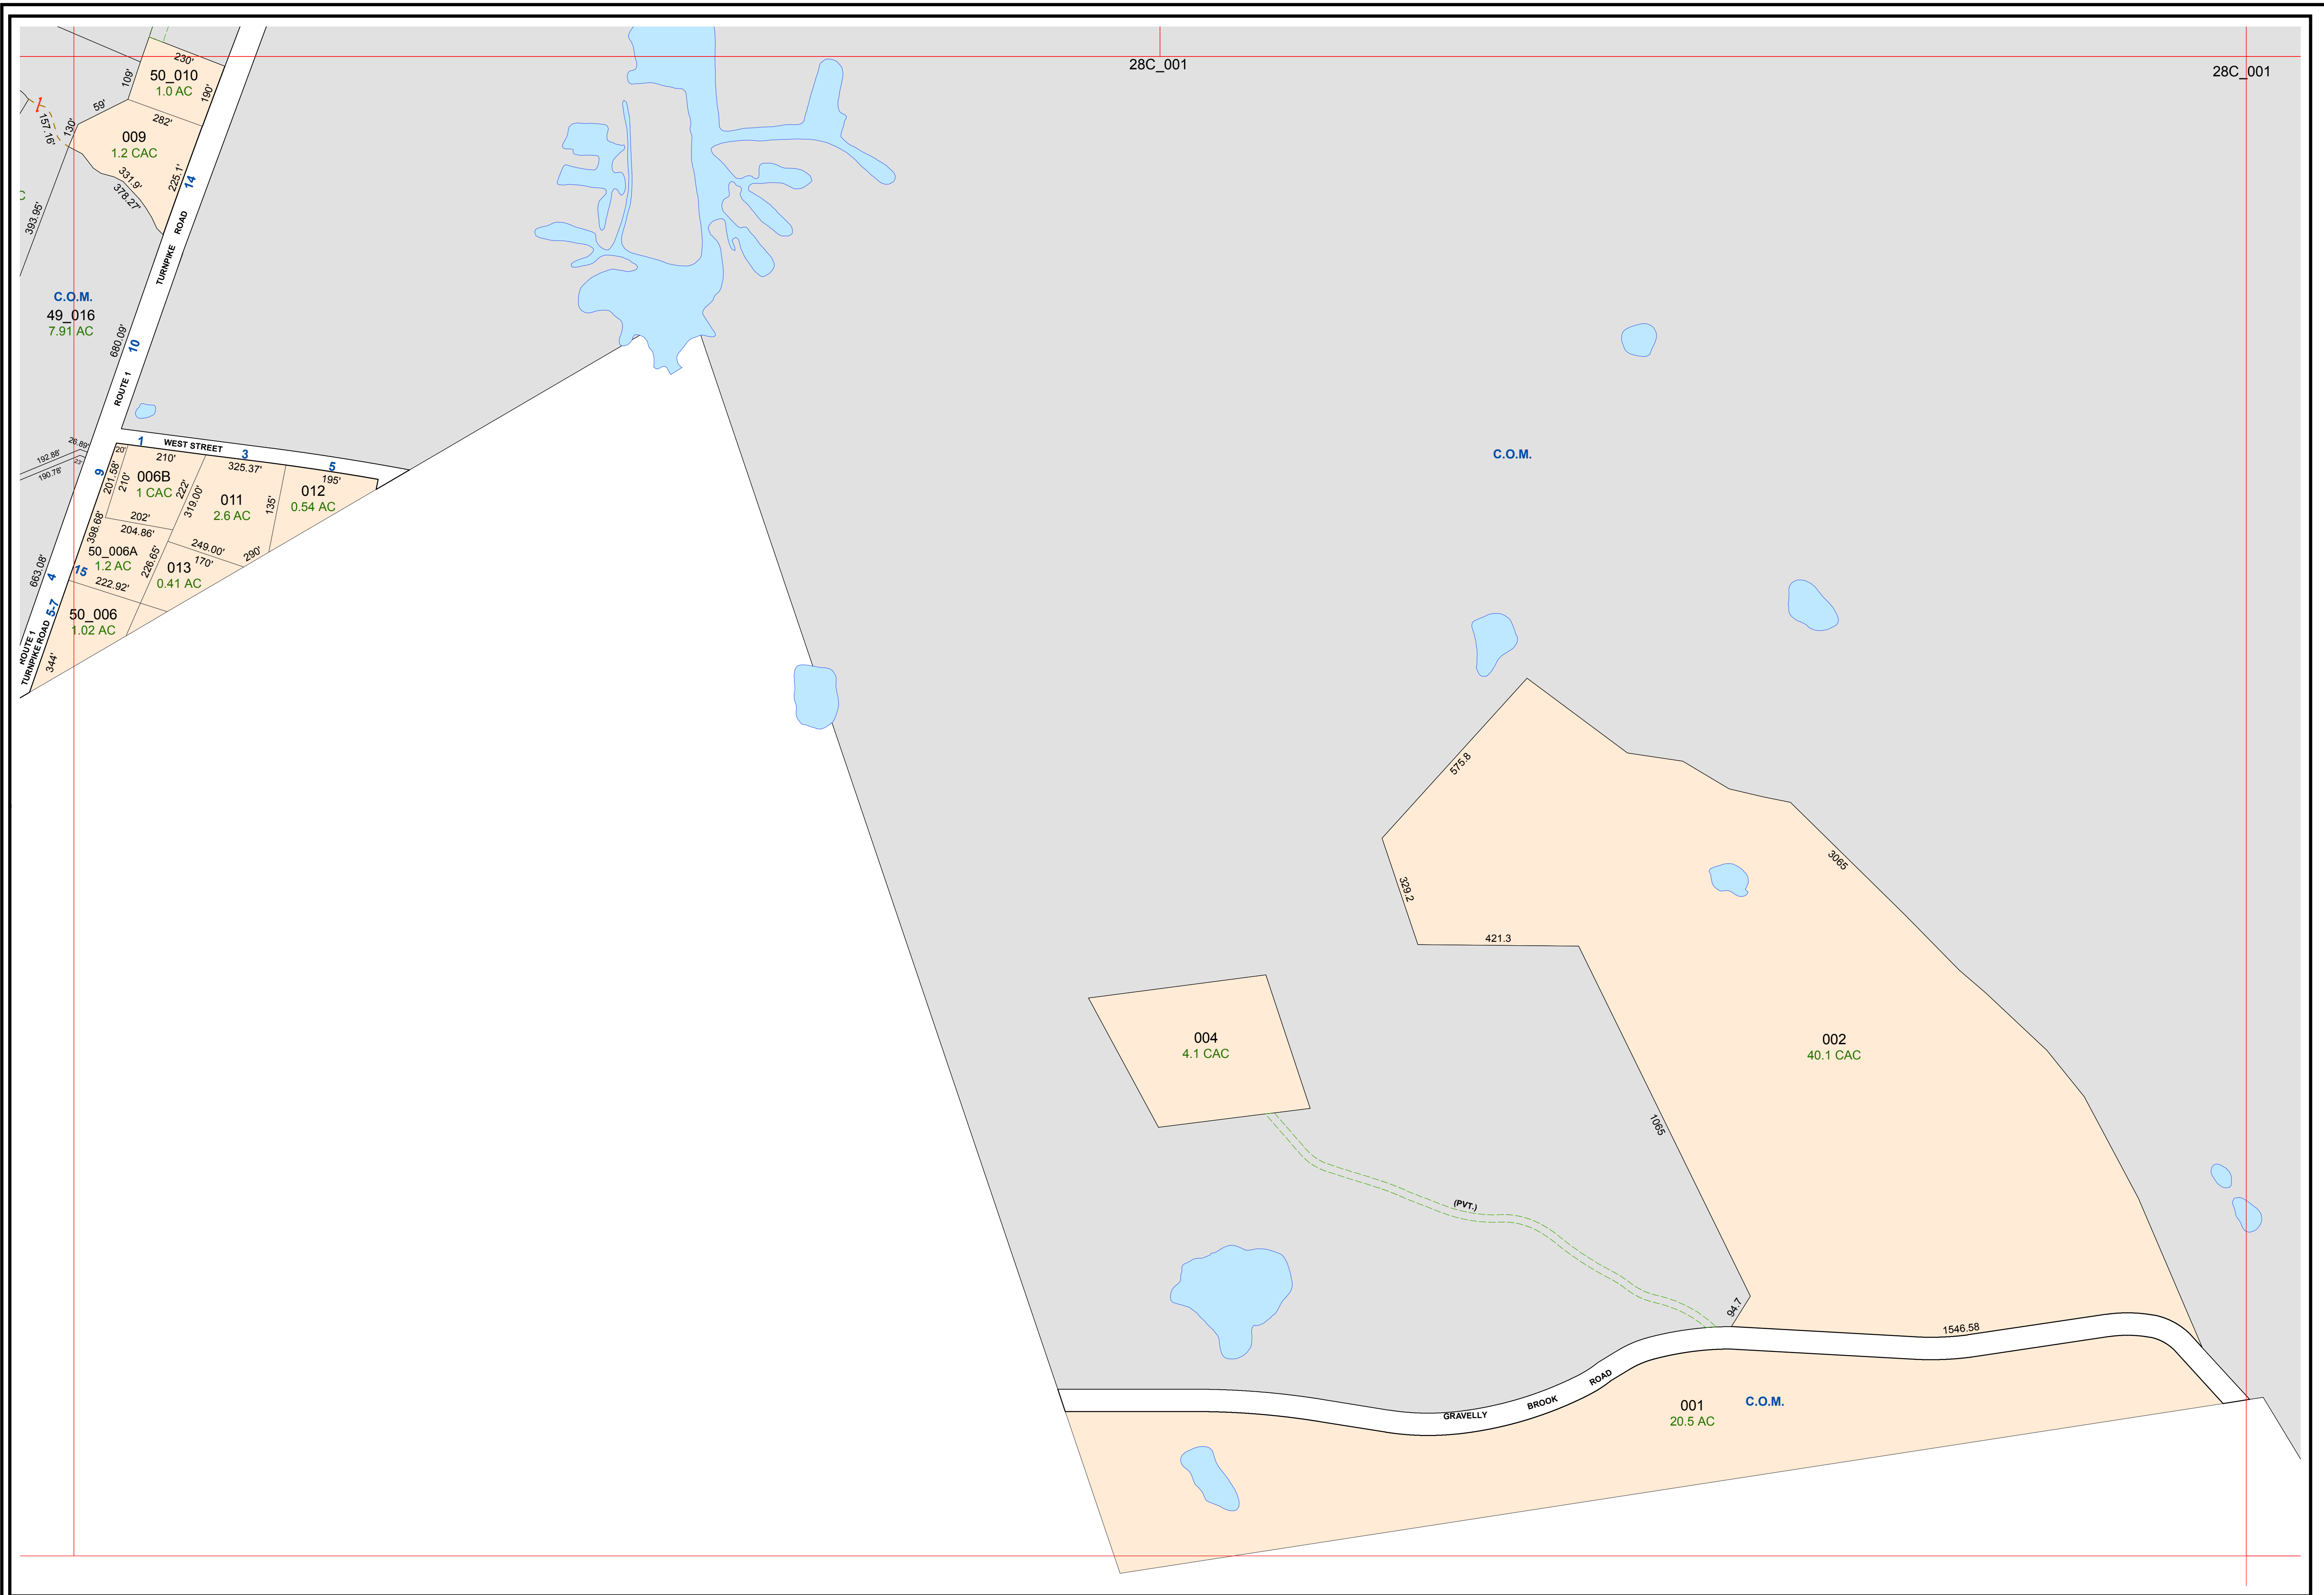 28C_001
28C_001
230'
50_010
1.0 AC
109'
190'
59'
282'
157.16'
130'
009
1.2 CAC
331.9'
378.27'
225.1'
14
393.95'
C
TURNPIKE ROAD
C.O.M.
49_016
7.91 AC
680.09'
10
ROUTE 1
26.89'
192.88'
23'
190.78'
1
WEST STREET
3
5
20'
210'
325.37'
195'
9
201.58'
210'
006B
1 CAC
222'
319.00'
011
2.6 AC
135'
012
0.54 AC
202'
204.86'
398.68'
50_006A
1.2 AC
226.65'
249.00'
170'
290'
013
0.41 AC
663.08'
4
15
222.92'
5-7
50_006
1.02 AC
344'
ROUTE 1
TURNPIKE ROAD
C.O.M.
575.8
329.2
421.3
3065
002
40.1 CAC
004
4.1 CAC
1065
(PVT.)
94.7
1546.58
GRAVELLY BROOK ROAD
001
20.5 AC
C.O.M.